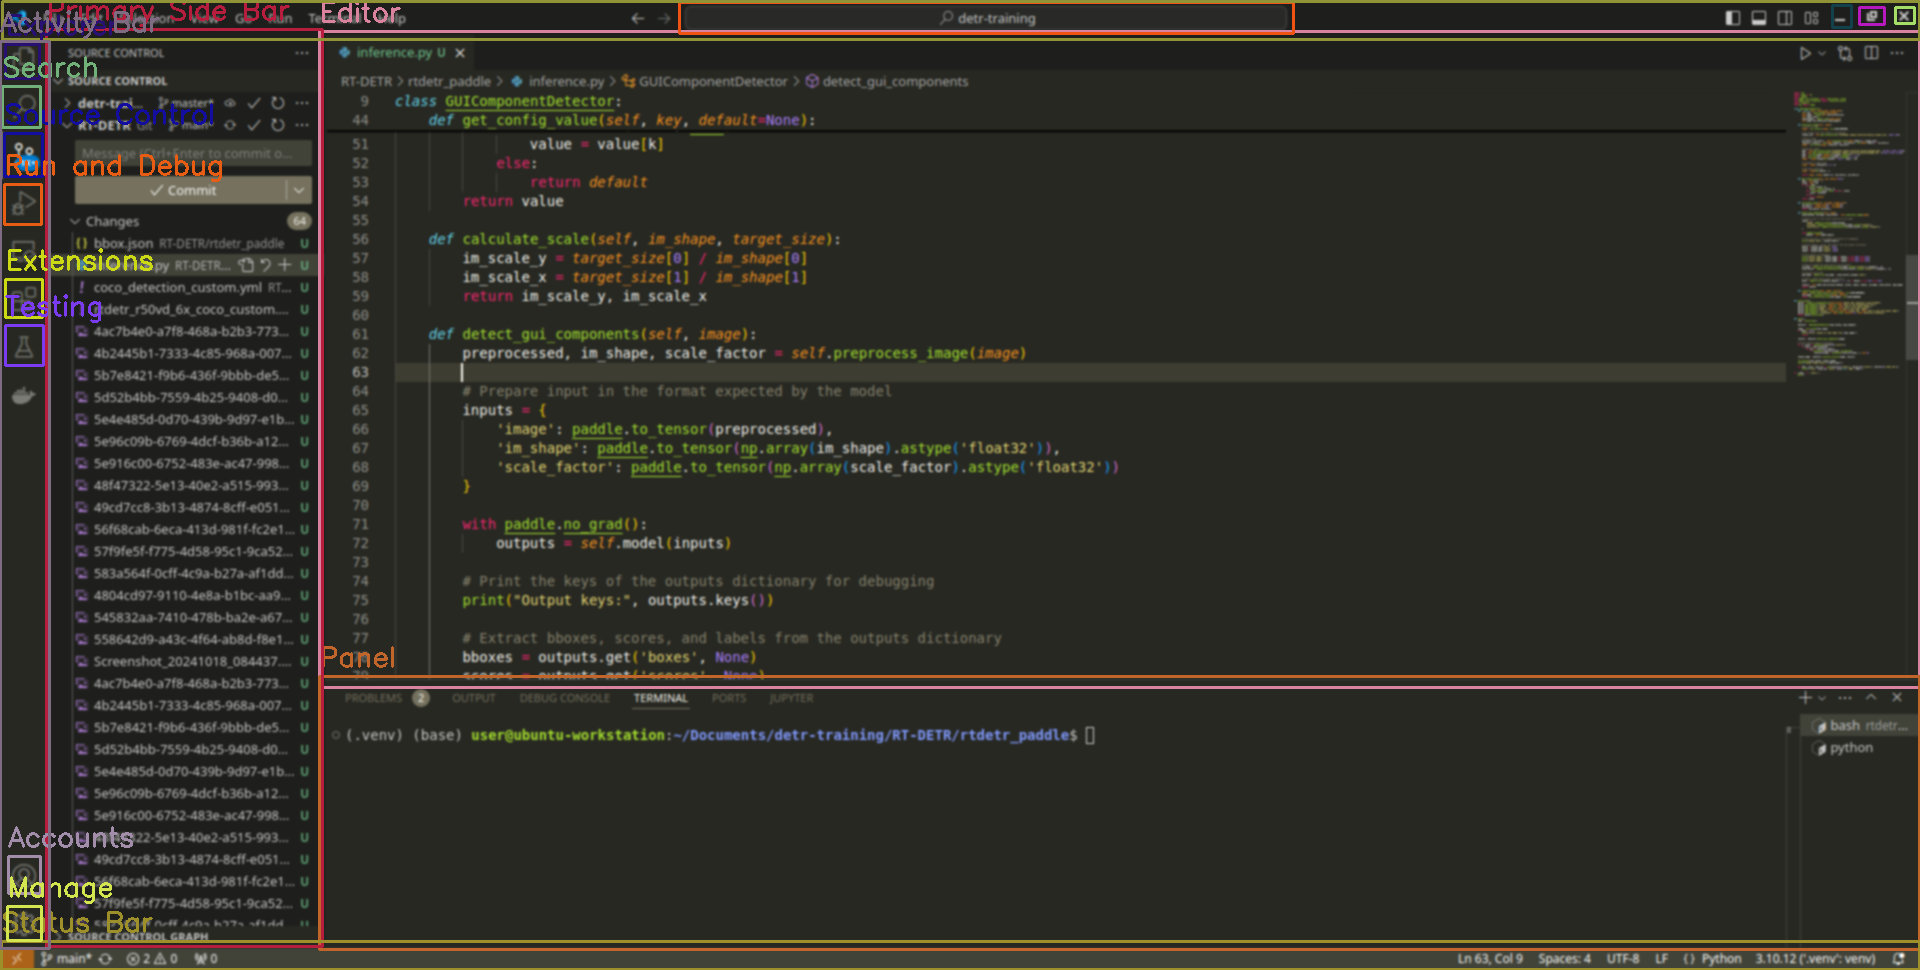 Primary Side Bar
Editor
Activity Bar
detr-training
Search
Source Control
Run and Debug
Extensions
Testing
Accounts
Manage
Status Bar
SOURCE CONTROL
SOURCE CONTROL
master*
RT-DETR Git main*
Message (Ctrl+Enter to commit o...
Commit
Changes 64
bbox.json RT-DETR/rtdetr_paddle U
RT-DETR... U
coco_detection_custom.yml RT... U
rtdetr_r50vd_6x_coco_custom.... U
4ac7b4e0-a7f8-468a-b2b3-773... U
4b2445b1-7333-4c85-968a-007... U
5b7e8421-f9b6-436f-9bbb-de5... U
5d52b4bb-7559-4b25-9408-d0... U
5e4e485d-0d70-439b-9d97-e1b... U
5e96c09b-6769-4dcf-b36b-a12... U
5e916c00-6752-483e-ac47-998... U
48f47322-5e13-40e2-a515-993... U
49cd7cc8-3b13-4874-8cff-e051... U
56f68cab-6eca-413d-981f-fc2e1... U
57f9fe5f-f775-4d58-95c1-9ca52... U
583a564f-0cff-4c9a-b27a-af1dd... U
4804cd97-9110-4e8a-b1bc-aa9... U
545832aa-7410-478b-ba2e-a67... U
558642d9-a43c-4f64-ab8d-f8e1... U
Screenshot_20241018_084437.... U
4ac7b4e0-a7f8-468a-b2b3-773... U
4b2445b1-7333-4c85-968a-007... U
5b7e8421-f9b6-436f-9bbb-de5... U
5d52b4bb-7559-4b25-9408-d0... U
5e4e485d-0d70-439b-9d97-e1b... U
5e96c09b-6769-4dcf-b36b-a12... U
5e916c00-6752-483e-ac47-998... U
322-5e13-40e2-a515-993... U
49cd7cc8-3b13-4874-8cff-e051... U
56f68cab-6eca-413d-981f-fc2e1... U
57f9fe5f-f775-4d58-95c1-9ca52... U
SOURCE CONTROL GRAPH
inference.py U
RT-DETR > rtdetr_paddle > inference.py > GUIComponentDetector > detect_gui_components
9 class GUIComponentDetector:
44 def get_config_value(self, key, default=None):
51 value = value[k]
52 else:
53 return default
54 return value
55
56 def calculate_scale(self, im_shape, target_size):
57 im_scale_y = target_size[0] / im_shape[0]
58 im_scale_x = target_size[1] / im_shape[1]
59 return im_scale_y, im_scale_x
60
61 def detect_gui_components(self, image):
62 preprocessed, im_shape, scale_factor = self.preprocess_image(image)
63
64 # Prepare input in the format expected by the model
65 inputs = {
66 'image': paddle.to_tensor(preprocessed),
67 'im_shape': paddle.to_tensor(np.array(im_shape).astype('float32')),
68 'scale_factor': paddle.to_tensor(np.array(scale_factor).astype('float32'))
69 }
70
71 with paddle.no_grad():
72 outputs = self.model(inputs)
73
74 # Print the keys of the outputs dictionary for debugging
75 print("Output keys:", outputs.keys())
76
77 # Extract bboxes, scores, and labels from the outputs dictionary
bboxes = outputs.get('boxes', None)
Panel
PROBLEMS 2 OUTPUT DEBUG CONSOLE TERMINAL PORTS JUPYTER
(.venv) (base) user@ubuntu-workstation:~/Documents/detr-training/RT-DETR/rtdetr_paddle$
bash rtdetr...
python
main* 2 0 0
Ln 63, Col 9 Spaces: 4 UTF-8 LF {} Python 3.10.12 ('.venv': venv)